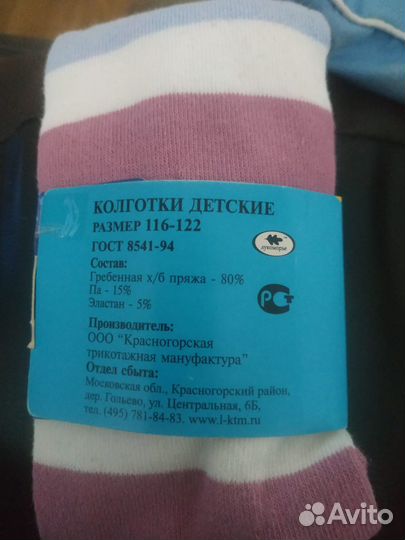 КОЛГОТКИ ДЕТСКИЕ
РАЗМЕР 116-122
ГОСТ 8541-94
лукоморье
Состав:
Гребенная х/б пряжа - 80%
Па - 15%
Эластан - 5%
РСТ
Производитель:
ООО "Красногорская
трикотажная мануфактура"
Отдел сбыта:
Московская обл., Красногорский район,
дер. Гольево, ул. Центральная, 6Б,
тел. (495) 781-84-83. www.l-ktm.ru
Avito